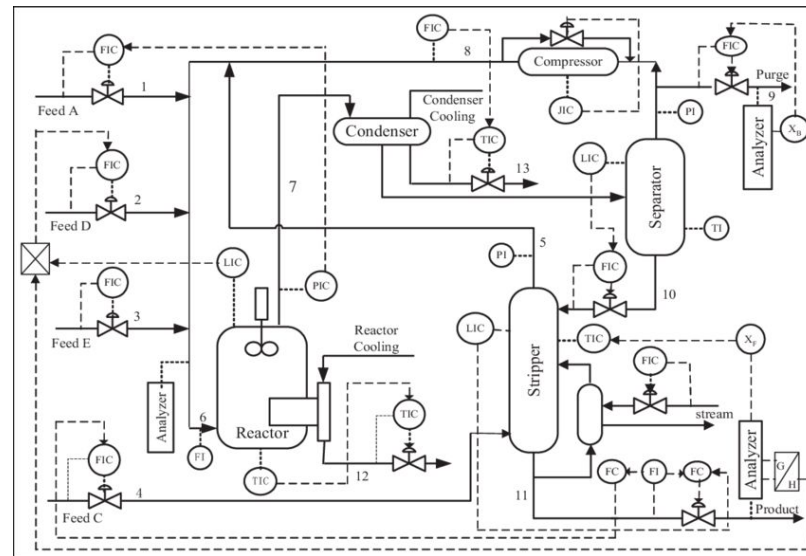 FIC
1
Feed A
FIC
8
Compressor
JIC
FIC
Purge
9
PI
X_B
Analyzer
Condenser
Cooling
Condenser
TIC
13
LIC
Separator
TI
FIC
2
Feed D
7
5
PI
FIC
10
LIC
PIC
FIC
3
Feed E
Reactor
Cooling
LIC
Stripper
TIC
X_F
FIC
stream
Analyzer
6
FI
Reactor
TIC
TIC
12
FIC
4
Feed C
11
FC
FI
FC
Analyzer
G
H
Product